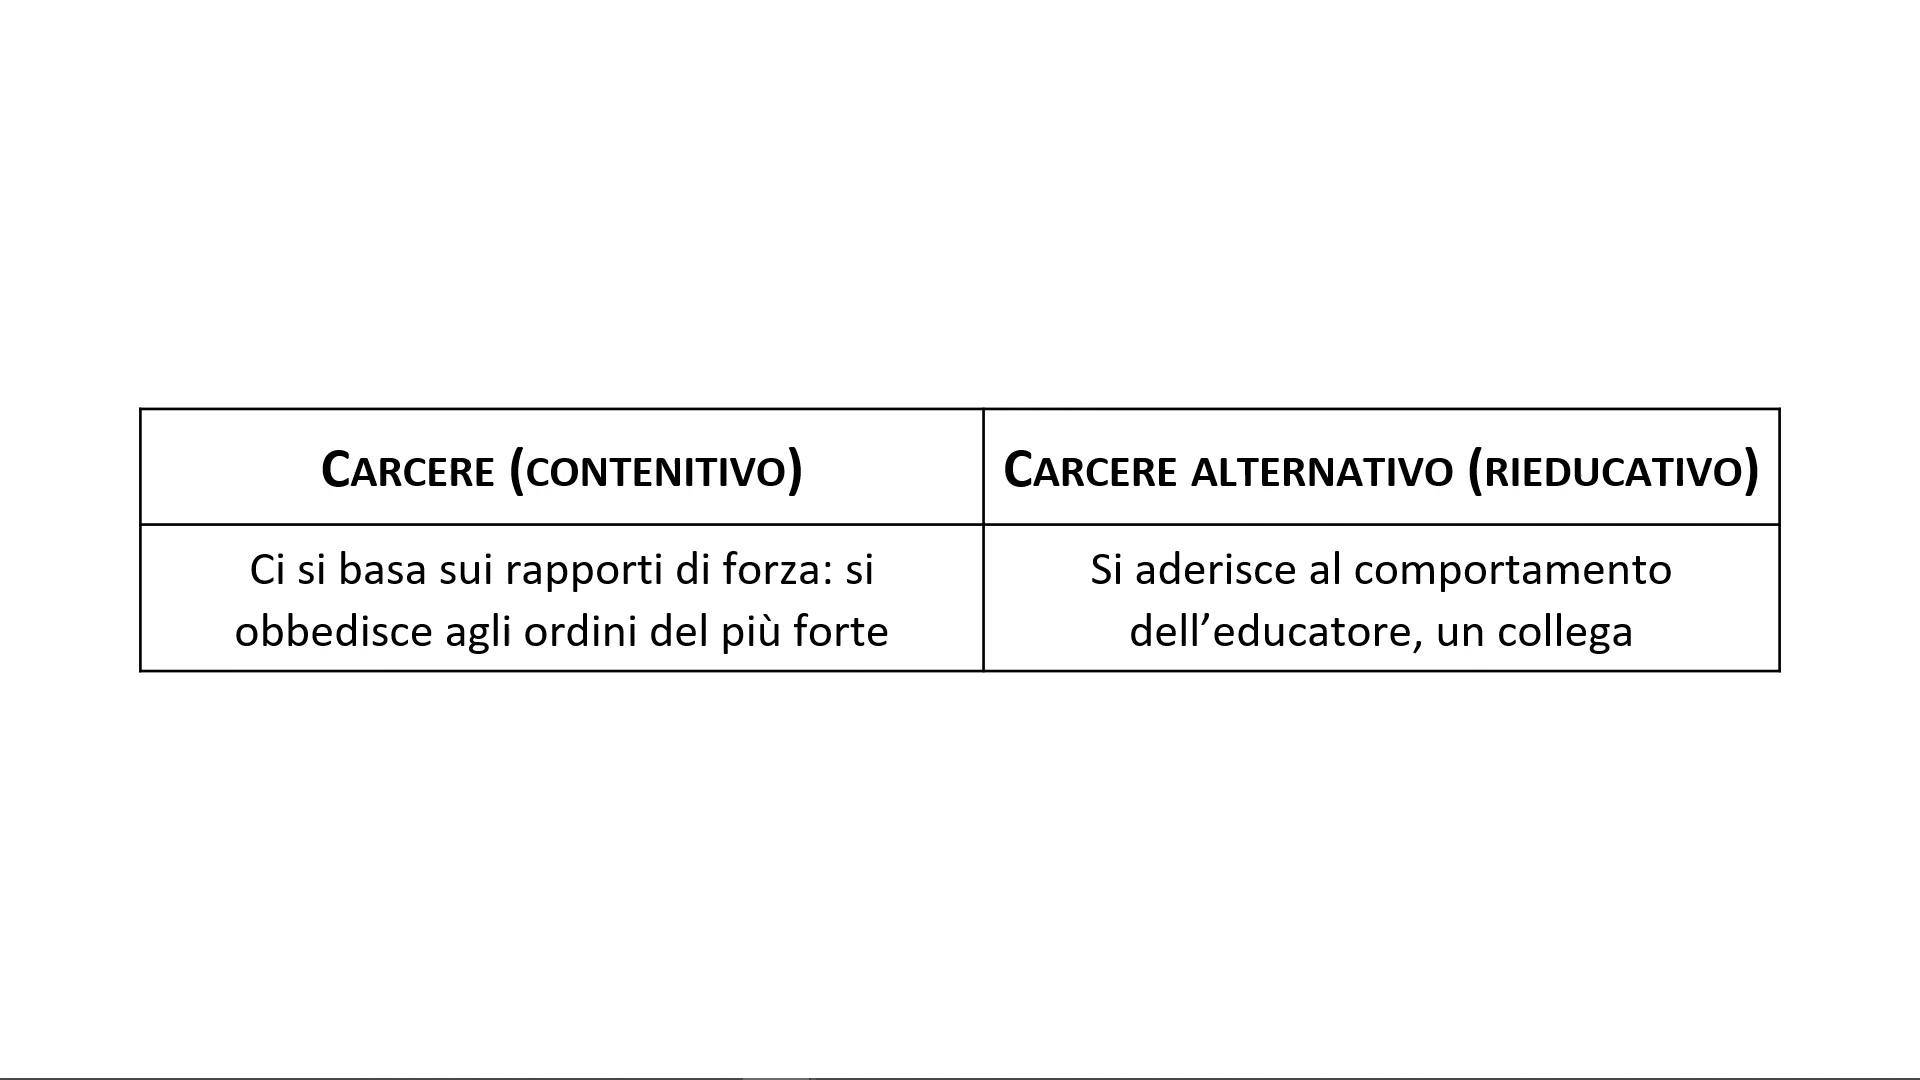 CARCERE (CONTENITIVO)
CARCERE ALTERNATIVO (RIEDUCATIVO)
Ci si basa sui rapporti di forza: si
obbedisce agli ordini del più forte
Si aderisce al comportamento
dell’educatore, un collega